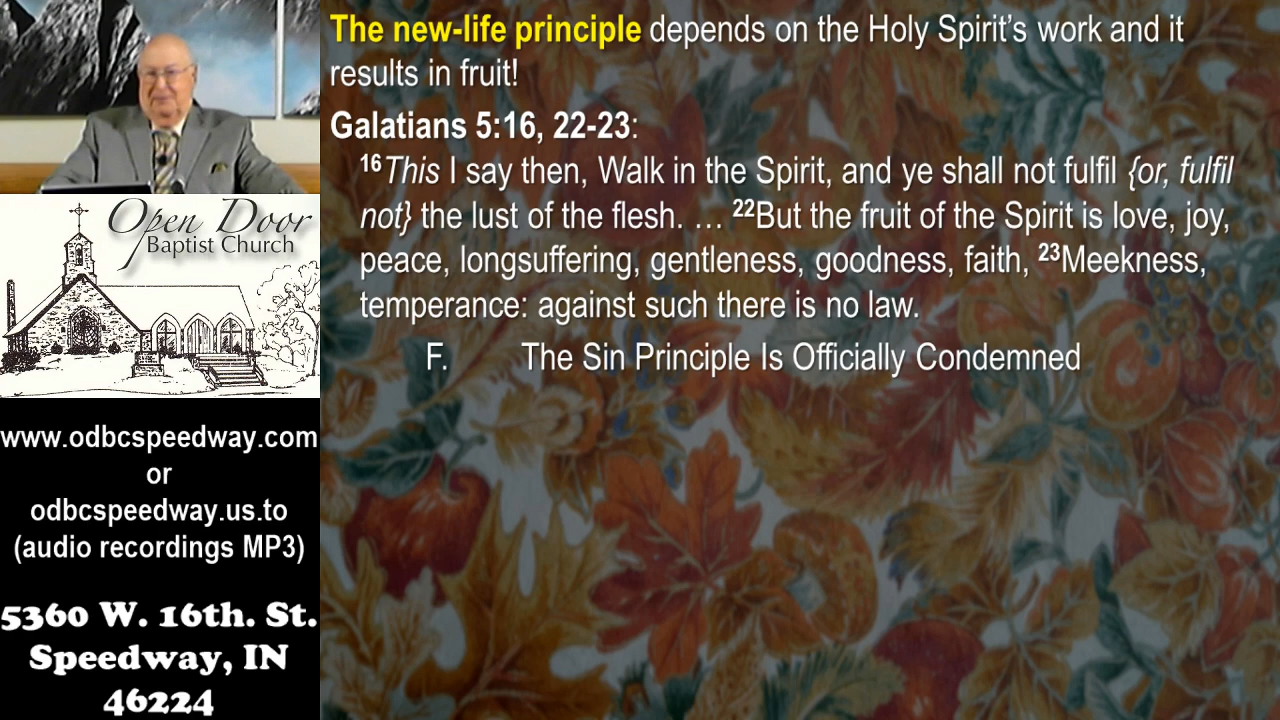 The new-life principle depends on the Holy Spirit’s work and it
results in fruit!
Galatians 5:16, 22-23:
16This I say then, Walk in the Spirit, and ye shall not fulfil {or, fulfil
not} the lust of the flesh. … 22But the fruit of the Spirit is love, joy,
peace, longsuffering, gentleness, goodness, faith, 23Meekness,
temperance: against such there is no law.
F. The Sin Principle Is Officially Condemned
Open Door
Baptist Church
www.odbcspeedway.com
or
odbcspeedway.us.to
(audio recordings MP3)
5360 W. 16th. St.
Speedway, IN
46224